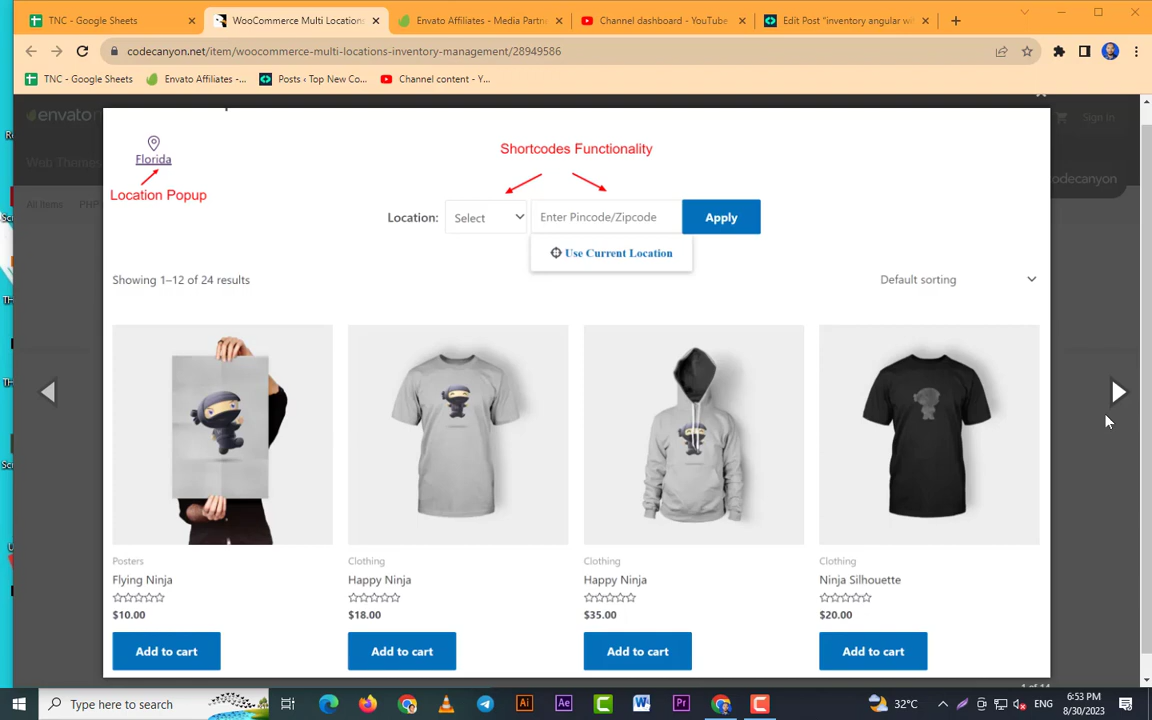 TNC - Google Sheets
WooCommerce Multi Locations
Envato Affiliates - Media Partn
Channel dashboard - YouTube
Edit Post "inventory angular wi
codecanyon.net/item/woocommerce-multi-locations-inventory-management/28949586
TNC - Google Sheets
Envato Affiliates -...
Posts ‹ Top New Co...
Channel content - Y...
envato
Sign In
Web Themes
codecanyon
All Items
PHP
Florida
Location Popup
Shortcodes Functionality
Location:
Select
Enter Pincode/Zipcode
Apply
Use Current Location
Showing 1–12 of 24 results
Default sorting
Posters
Flying Ninja
$10.00
Add to cart
Clothing
Happy Ninja
$18.00
Add to cart
Clothing
Happy Ninja
$35.00
Add to cart
Clothing
Ninja Silhouette
$20.00
Add to cart
1 of 14
Type here to search
32°C
ENG
6:53 PM
8/30/2023